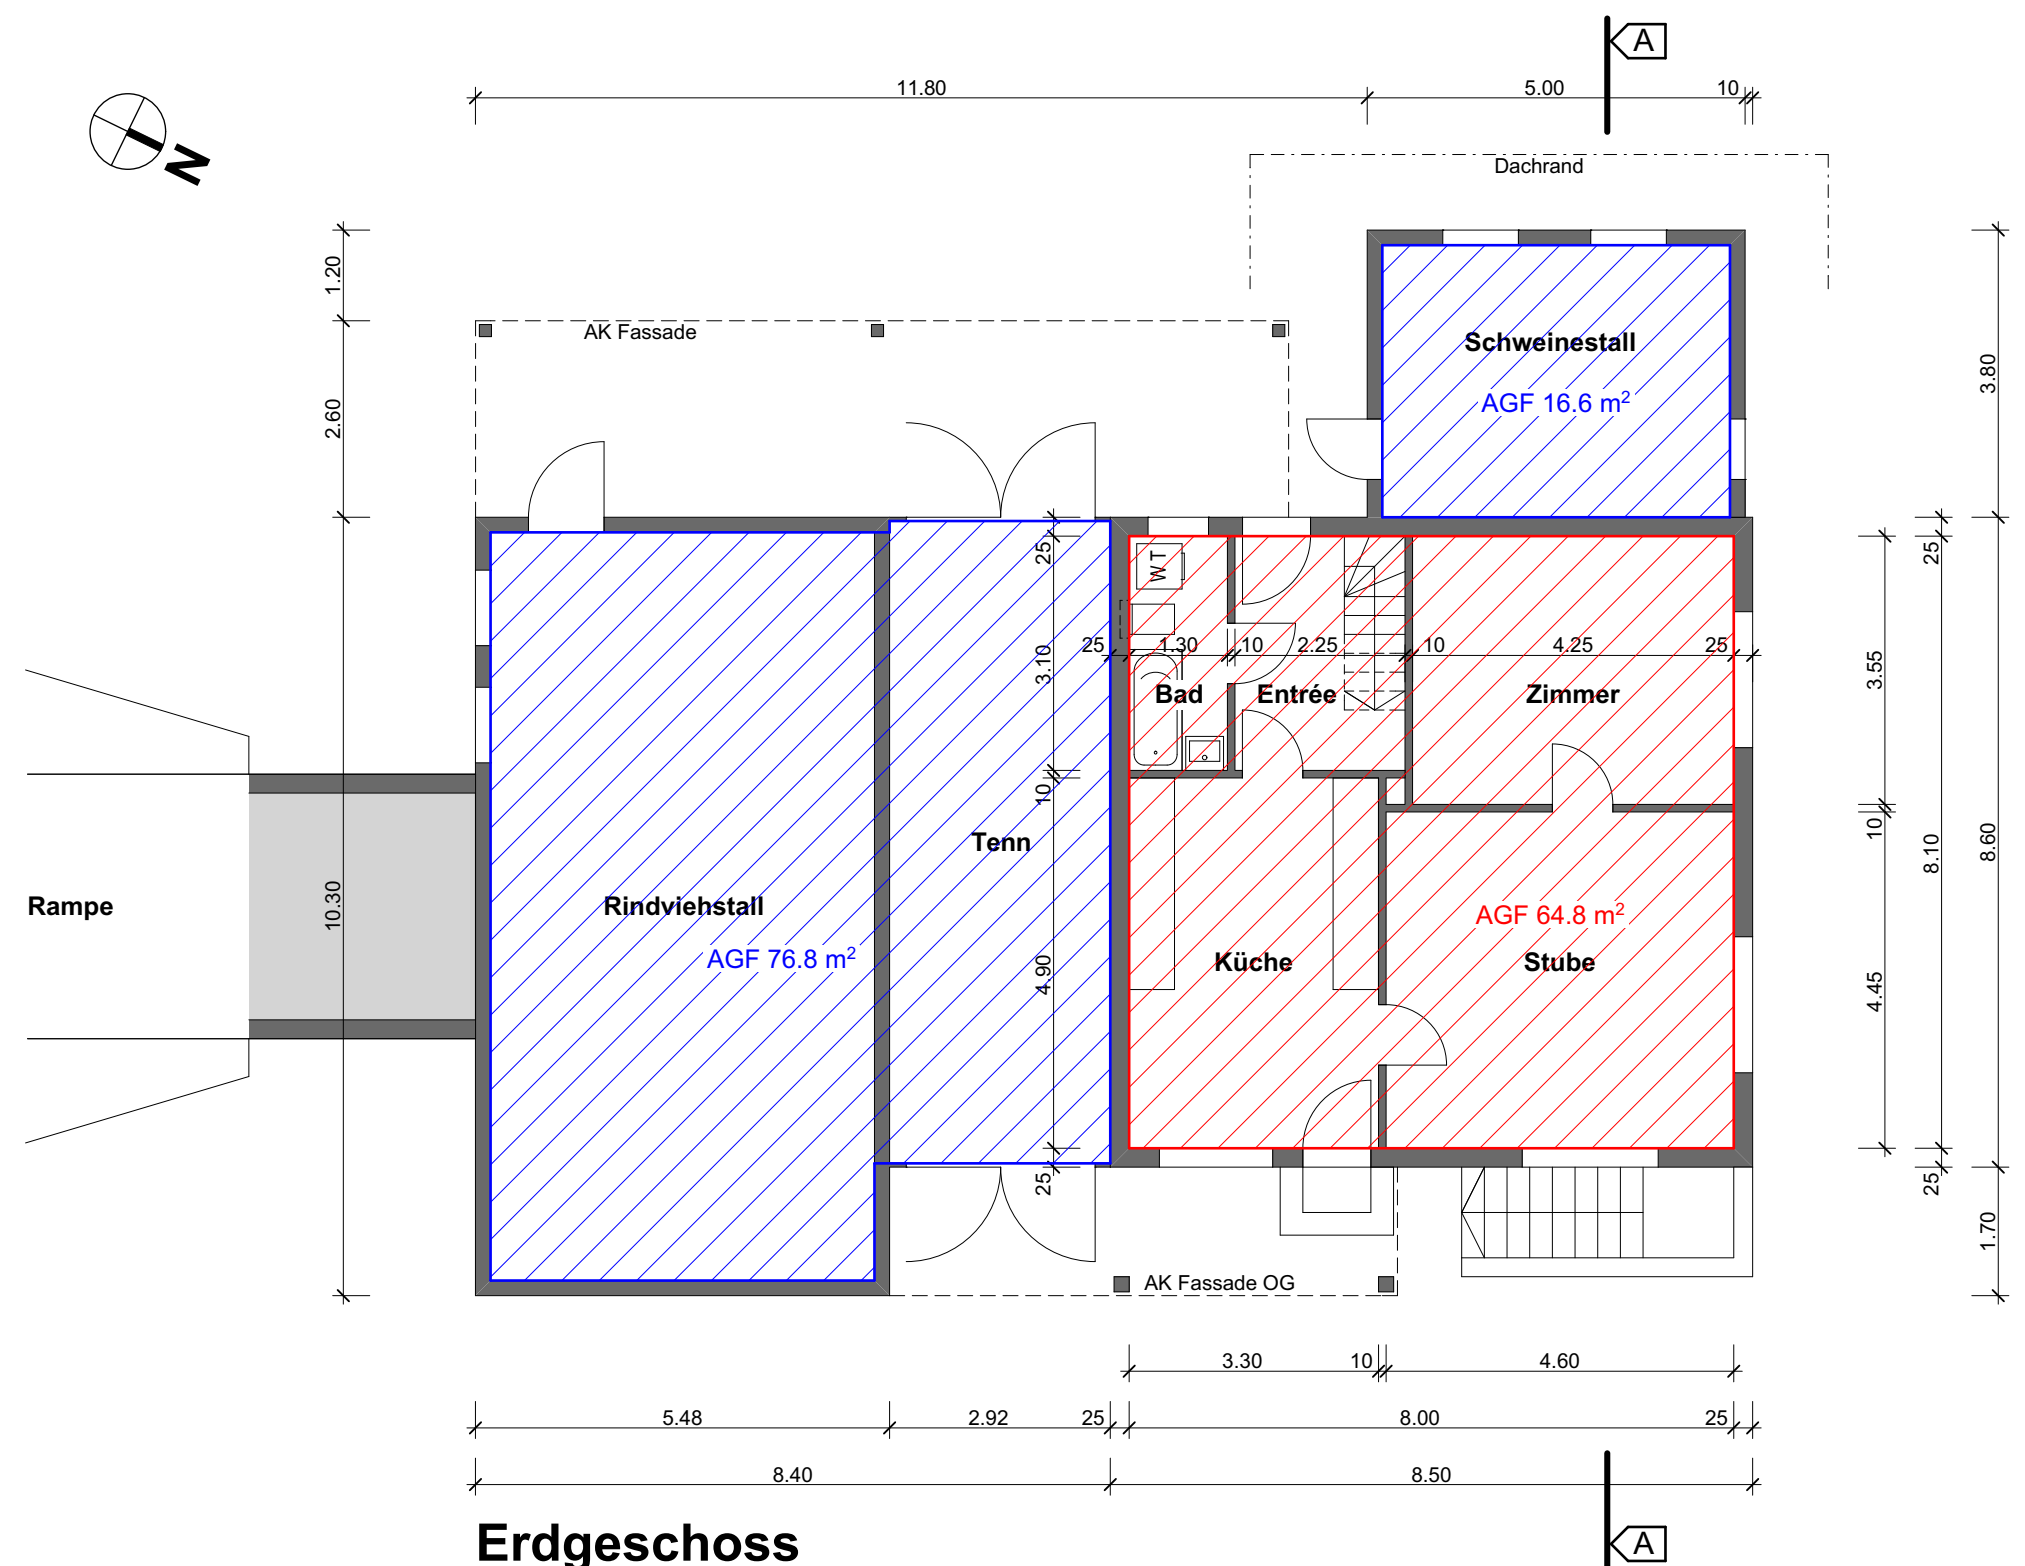 A
11.80
5.00
10
N
Dachrand
1.20
AK Fassade
Schweinestall
3.80
AGF 16.6 m²
2.60
25
W T
25
25
1.30
10
2.25
10
4.25
25
3.10
3.55
Bad
Entrée
Zimmer
10
10
Tenn
8.10
8.60
Rampe
10.30
Rindviehstall
AGF 64.8 m²
AGF 76.8 m²
4.90
Küche
Stube
4.45
25
25
1.70
AK Fassade OG
3.30
10
4.60
5.48
2.92
25
8.00
25
8.40
8.50
Erdgeschoss
A